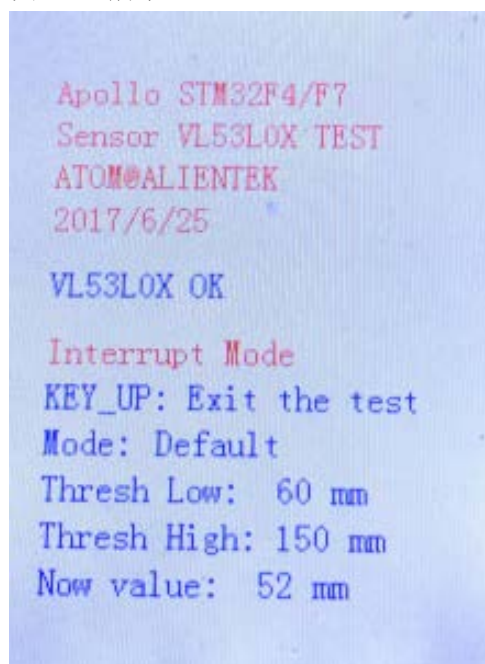 Apollo STM32F4/F7
Sensor VL53L0X TEST
ATOM@ALIENTEK
2017/6/25
VL53L0X OK
Interrupt Mode
KEY_UP: Exit the test
Mode: Default
Thresh Low: 60 mm
Thresh High: 150 mm
Now value: 52 mm